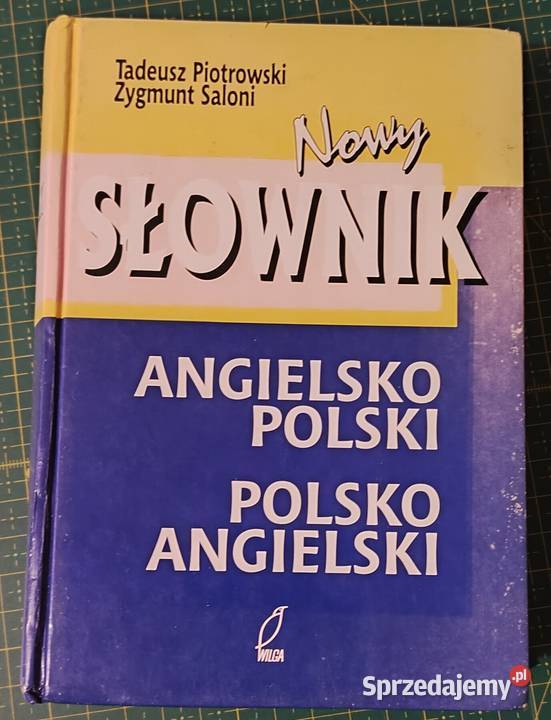 Tadeusz Piotrowski
Zygmunt Saloni
Nowy
SŁOWNIK
ANGIELSKO
POLSKI
POLSKO
ANGIELSKI
WILGA
Sprzedajemy.pl